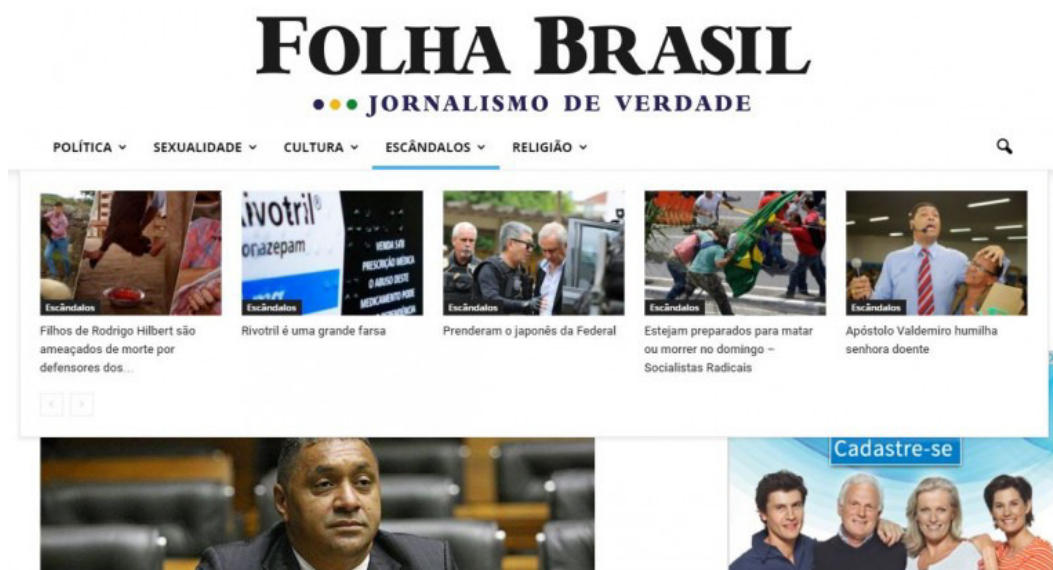 FOLHA BRASIL
JORNALISMO DE VERDADE
POLÍTICA SEXUALIDADE CULTURA ESCÂNDALOS RELIGIÃO
ivotril®
onazepam
VENDA SOB
PRESCRIÇÃO MÉDICA
O ABUSO DESTE
MEDICAMENTO PODE
Escândalos Escândalos Escândalos Escândalos Escândalos
Filhos de Rodrigo Hilbert são
ameaçados de morte por
defensores dos...
Rivotril é uma grande farsa
Prenderam o japonês da Federal
Estejam preparados para matar
ou morrer no domingo –
Socialistas Radicais
Apóstolo Valdemiro humilha
senhora doente
Cadastre-se